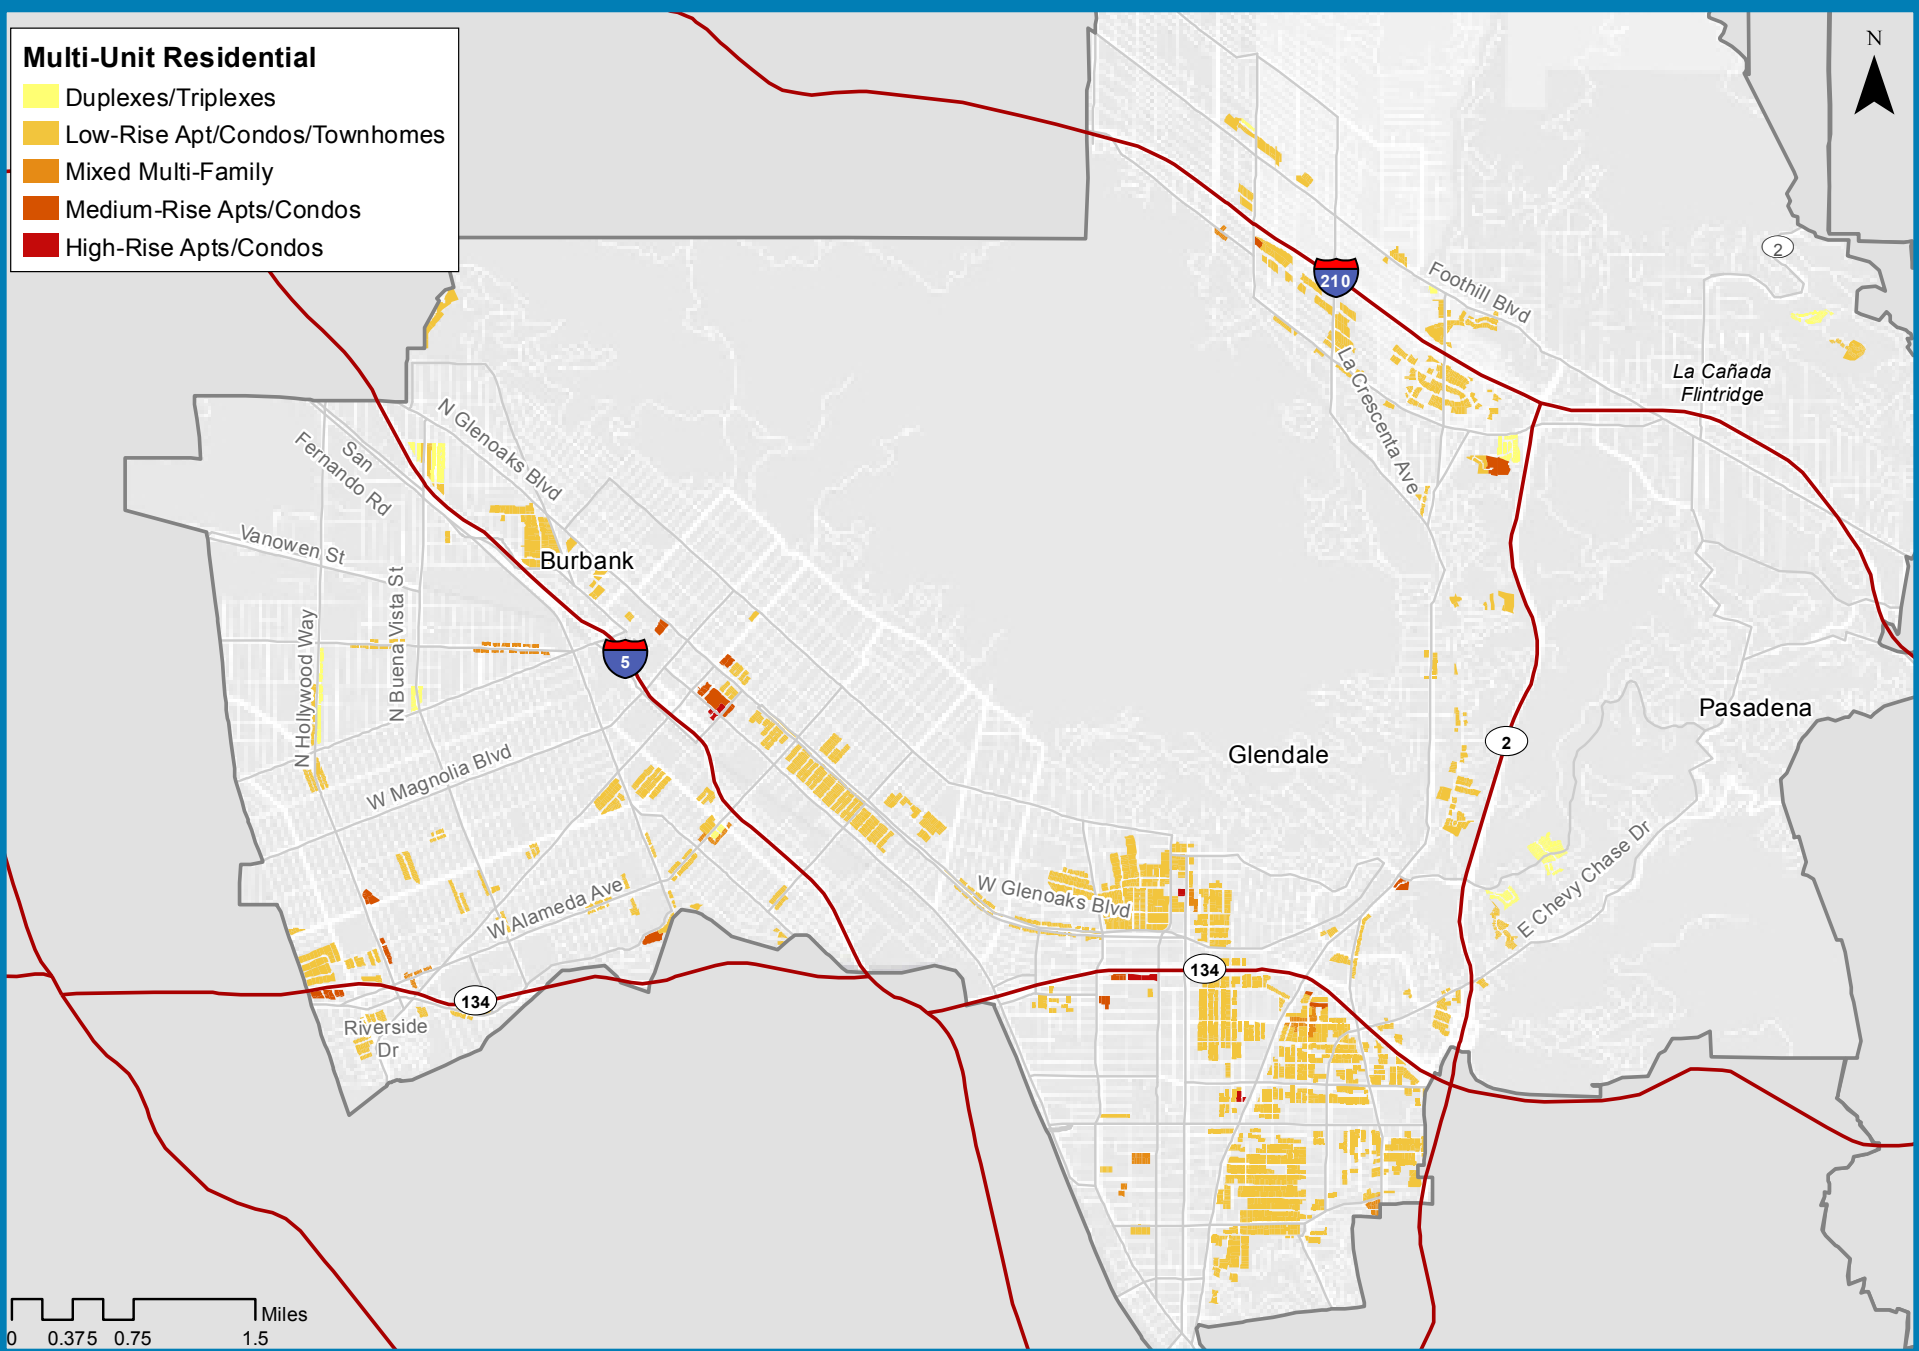 Multi-Unit Residential
Duplexes/Triplexes
Low-Rise Apt/Condos/Townhomes
Mixed Multi-Family
Medium-Rise Apts/Condos
High-Rise Apts/Condos
N
2
210
Foothill Blvd
La Cañada
Flintridge
La Crescenta Ave
N Glenoaks Blvd
San
Fernando Rd
Vanowen St
Burbank
N Buena Vista St
N Hollywood Way
5
W Magnolia Blvd
Glendale
2
Pasadena
E Chevy Chase Dr
W Glenoaks Blvd
W Alameda Ave
134
134
Riverside
Dr
Miles
0 0.375 0.75 1.5